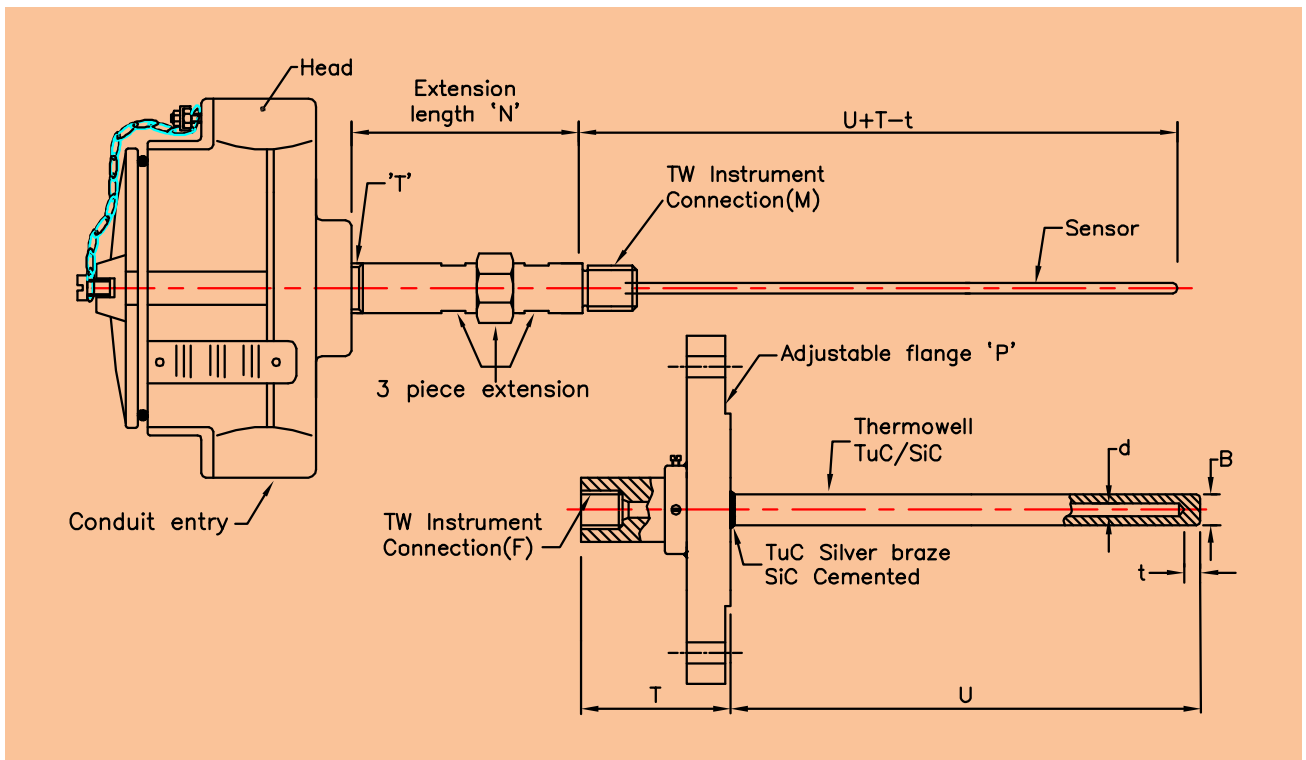 Head
Extension
length 'N'
U+T-t
'T'
TW Instrument
Connection(M)
Sensor
3 piece extension
Adjustable flange 'P'
Thermowell
TuC/SiC
d
B
Conduit entry
TW Instrument
Connection(F)
TuC Silver braze
SiC Cemented
t
T
U